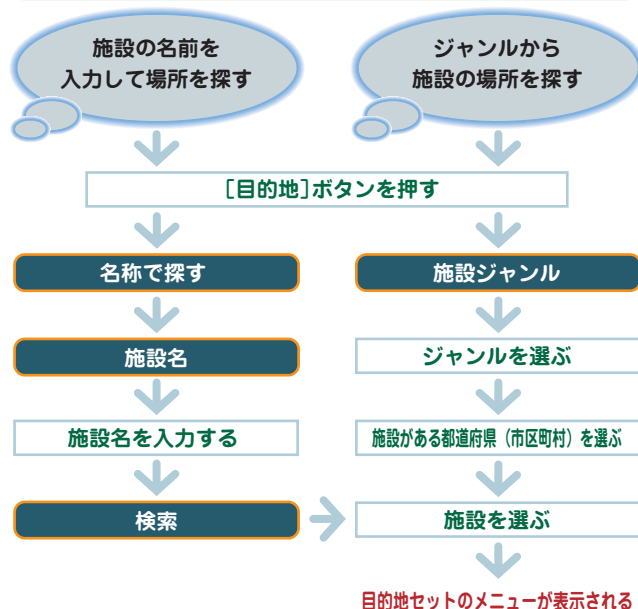 施設の名前を
入力して場所を探す
ジャンルから
施設の場所を探す
［目的地］ボタンを押す
名称で探す
施設ジャンル
施設名
ジャンルを選ぶ
施設名を入力する
施設がある都道府県（市区町村）を選ぶ
検索
施設を選ぶ
目的地セットのメニューが表示される